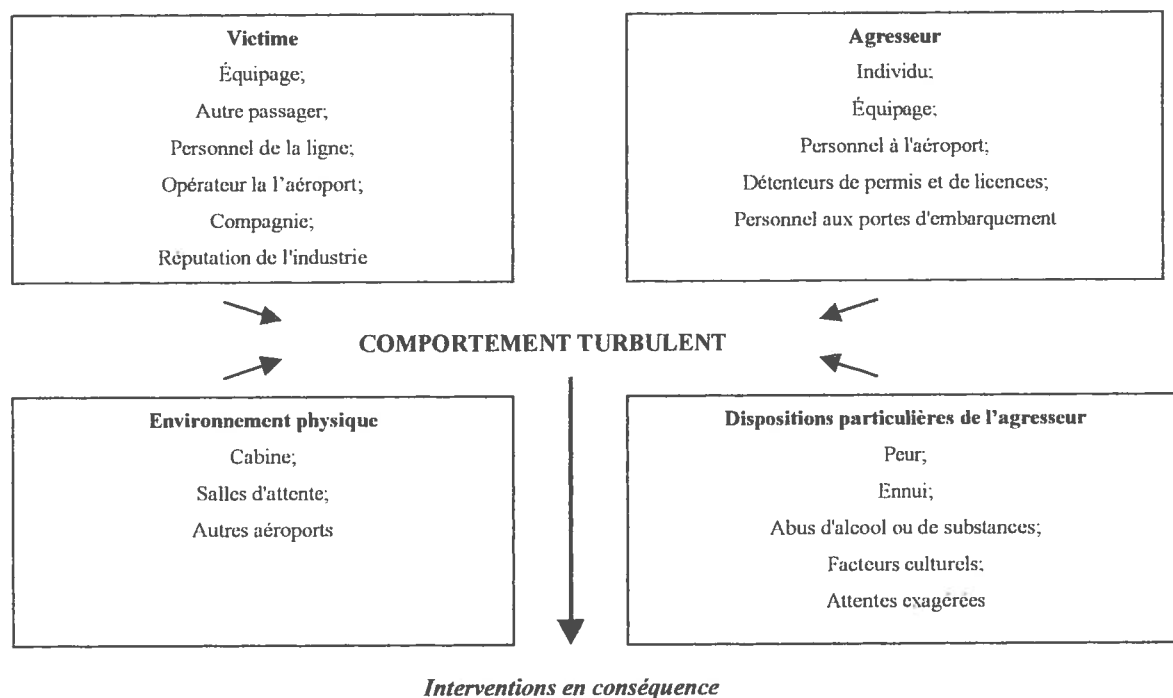 Victime
Équipage;
Autre passager;
Personnel de la ligne;
Opérateur la l'aéroport;
Compagnie;
Réputation de l'industrie
Agresseur
Individu;
Équipage;
Personnel à l'aéroport;
Détenteurs de permis et de licences;
Personnel aux portes d'embarquement
COMPORTEMENT TURBULENT
Environnement physique
Cabine;
Salles d'attente;
Autres aéroports
Dispositions particulières de l'agresseur
Peur;
Ennui;
Abus d'alcool ou de substances;
Facteurs culturels;
Attentes exagérées
Interventions en conséquence